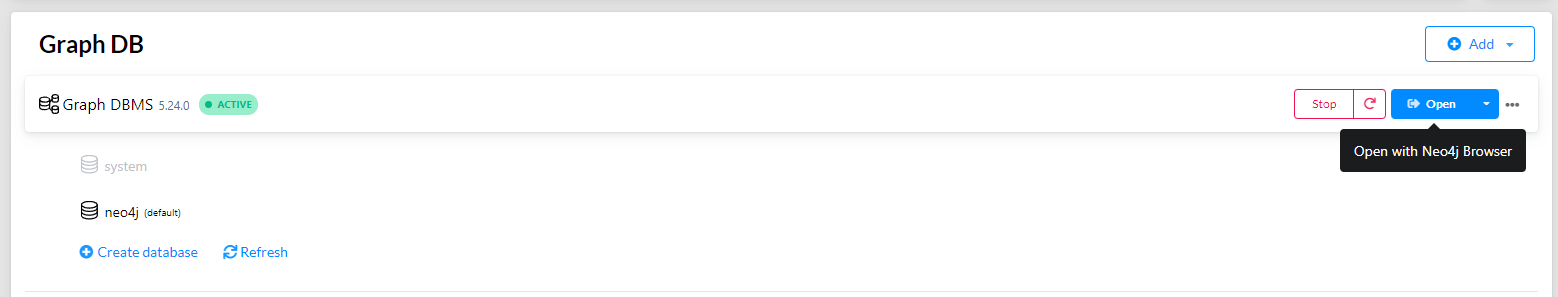 Graph DB
Add
Graph DBMS 5.24.0 ACTIVE
Stop
Open
Open with Neo4j Browser
system
neo4j (default)
Create database
Refresh